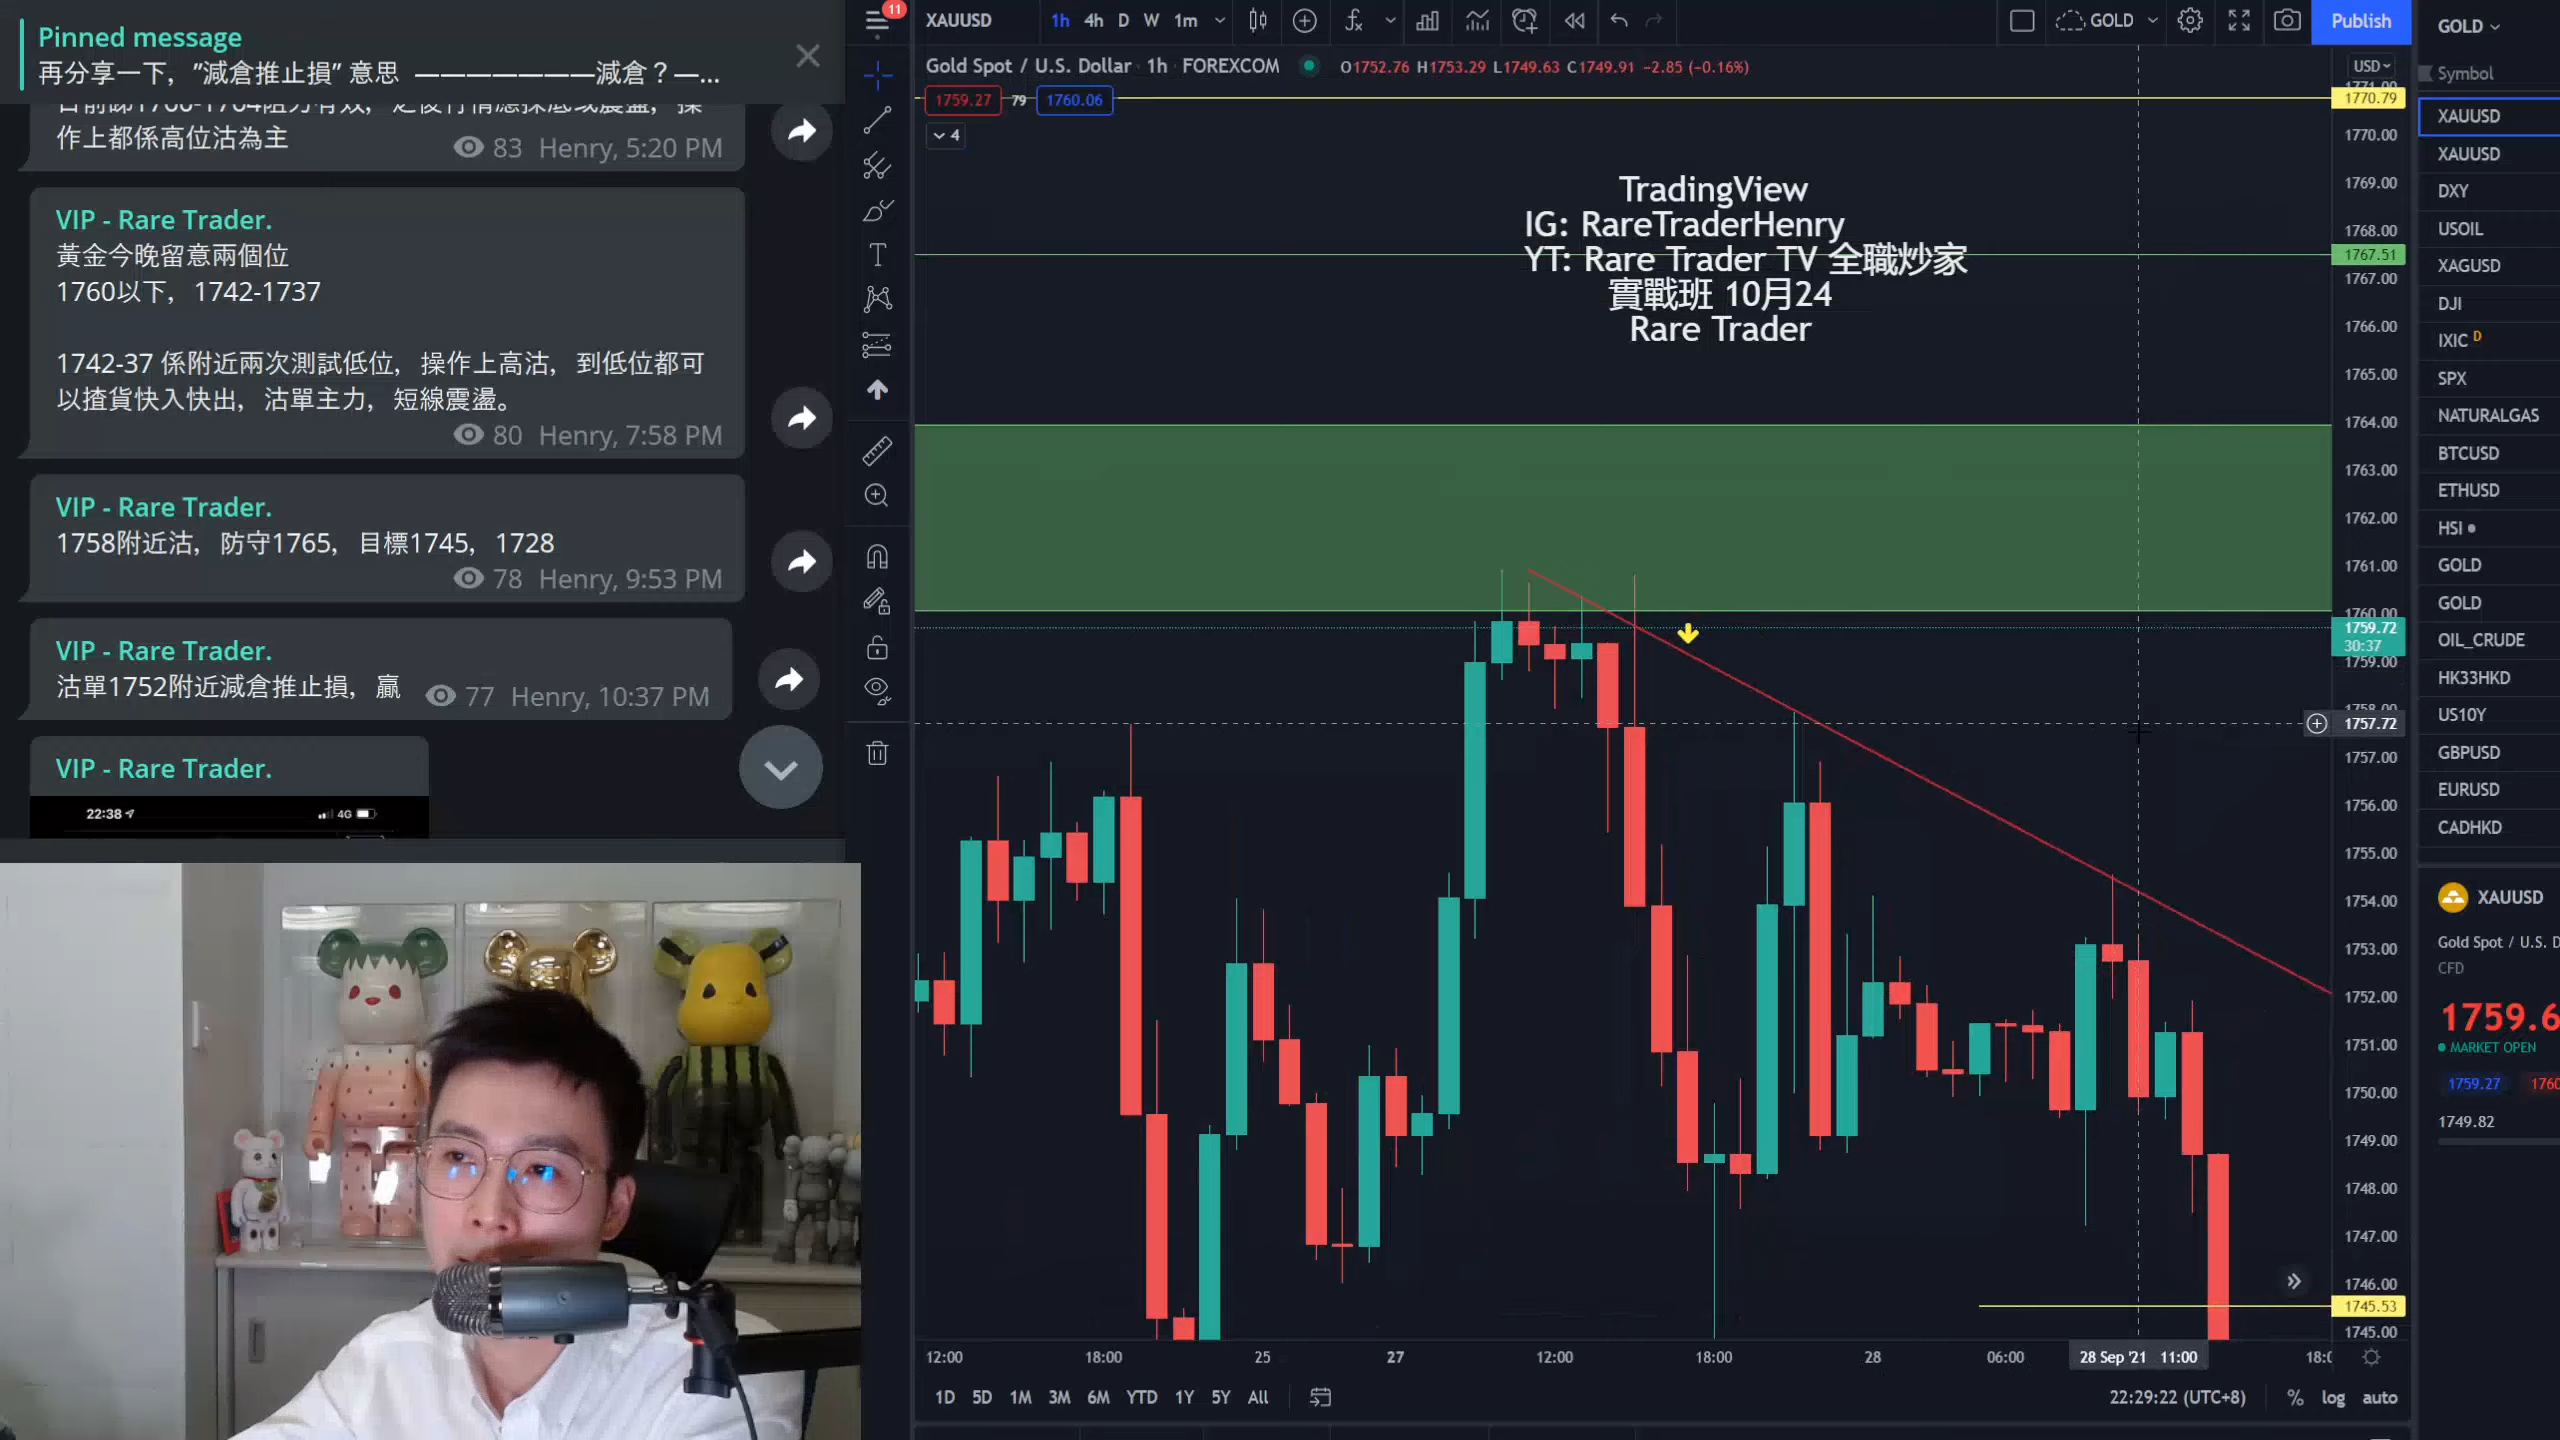 Pinned message
再分享一下, ”減倉推止損” 意思 ———————減倉？—...
作上都係高位沽為主
83 Henry, 5:20 PM
VIP - Rare Trader.
黃金今晚留意兩個位
1760以下, 1742-1737
1742-37 係附近兩次測試低位, 操作上高沽, 到低位都可
以揸貨快入快出, 沽單主力, 短線震盪。
80 Henry, 7:58 PM
VIP - Rare Trader.
1758附近沽, 防守1765, 目標1745, 1728
78 Henry, 9:53 PM
VIP - Rare Trader.
沽單1752附近減倉推止損, 贏
77 Henry, 10:37 PM
VIP - Rare Trader.
22:38
4G
11
XAUUSD
1h 4h D W 1m
GOLD
Publish
Gold Spot / U.S. Dollar · 1h · FOREXCOM
O1752.76 H1753.29 L1749.63 C1749.91 −2.85 (−0.16%)
1759.27 79 1760.06
4
TradingView
IG: RareTraderHenry
YT: Rare Trader TV 全職炒家
實戰班 10月24
Rare Trader
USD
1770.79
1770.00
1769.00
1768.00
1767.51
1767.00
1766.00
1765.00
1764.00
1763.00
1762.00
1761.00
1760.00
1759.72
30:37
1759.00
1757.72
1757.00
1756.00
1755.00
1754.00
1753.00
1752.00
1751.00
1750.00
1749.00
1748.00
1747.00
1746.00
1745.53
1745.00
12:00 18:00 25 27 12:00 18:00 28 06:00 28 Sep '21 11:00
1D 5D 1M 3M 6M YTD 1Y 5Y All
22:29:22 (UTC+8) % log auto
GOLD
Symbol
XAUUSD
XAUUSD
DXY
USOIL
XAGUSD
DJI
IXIC D
SPX
NATURALGAS
BTCUSD
ETHUSD
HSI
GOLD
GOLD
OIL_CRUDE
HK33HKD
US10Y
GBPUSD
EURUSD
CADHKD
XAUUSD
Gold Spot / U.S. D
CFD
1759.6
MARKET OPEN
1759.27 1760
1749.82